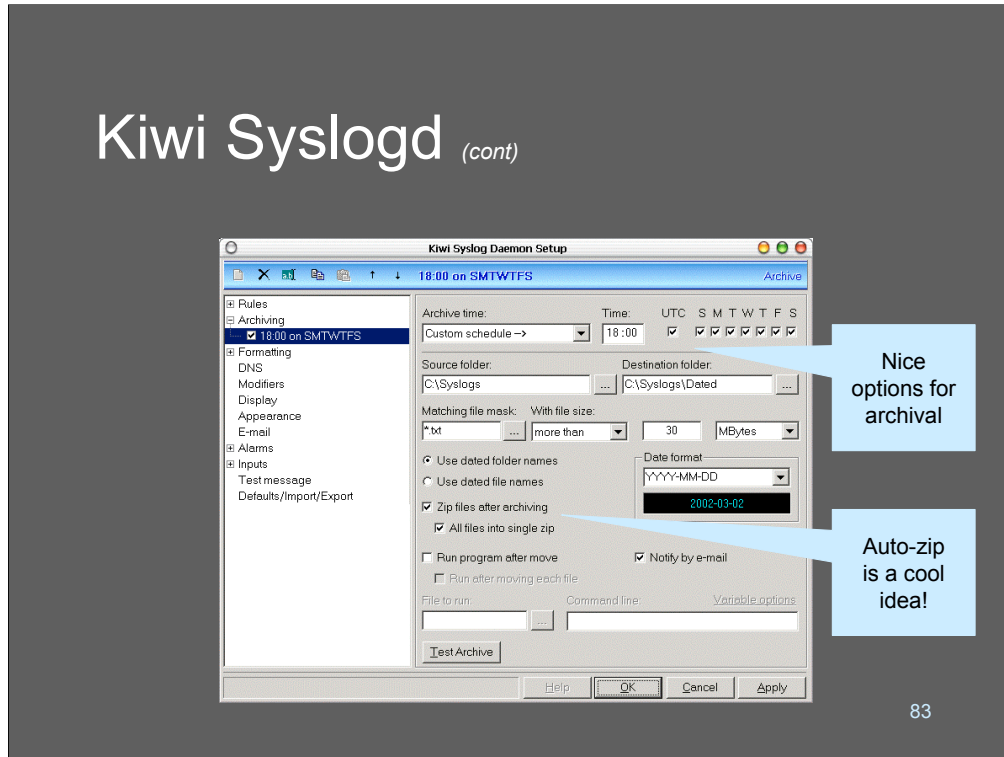 Kiwi Syslogd (cont)
Kiwi Syslog Daemon Setup
18:00 on SMTWTFS
Archive
Rules
Archiving
18:00 on SMTWTFS
Formatting
DNS
Modifiers
Display
Appearance
E-mail
Alarms
Inputs
Test message
Defaults/Import/Export
Archive time:
Time:
UTC S M T W T F S
Custom schedule -->
18:00
Source folder:
Destination folder:
C:\Syslogs
...
C:\Syslogs\Dated
...
Matching file mask:
With file size:
*.txt
...
more than
30
MBytes
Use dated folder names
Use dated file names
Date format
YYYY-MM-DD
2002-03-02
Zip files after archiving
All files into single zip
Run program after move
Notify by e-mail
Run after moving each file
File to run:
Command line:
Variable options
...
Test Archive
Help
OK
Cancel
Apply
Nice
options for
archival
Auto-zip
is a cool
idea!
83